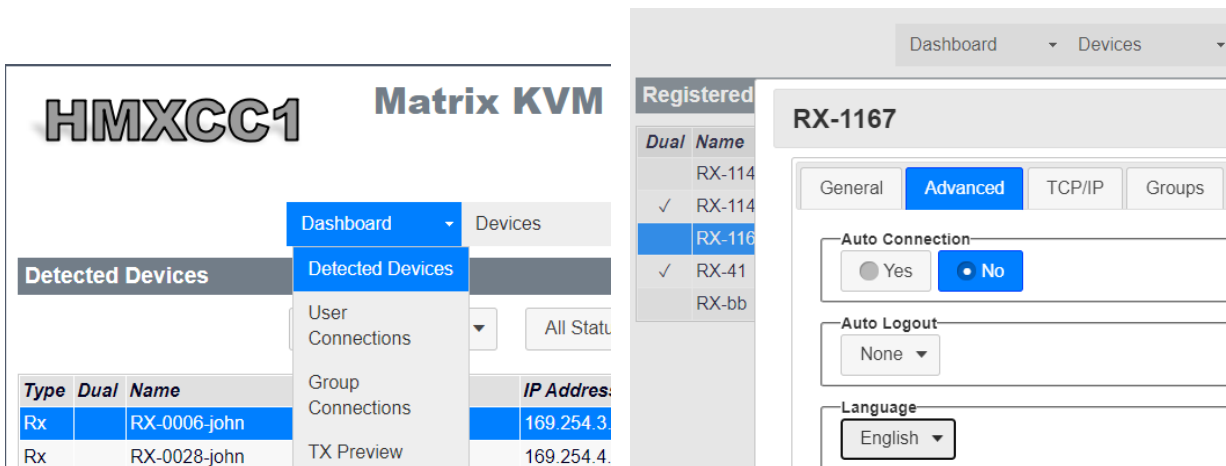 HMXCC1
Matrix KVM
Dashboard
Devices
Detected Devices
Detected Devices
User
Connections
All Statu
Group
Connections
TX Preview
Type Dual Name IP Address
Rx RX-0006-john 169.254.3.
Rx RX-0028-john 169.254.4.
Dashboard
Devices
Registered
Dual Name
RX-114
✓ RX-114
RX-116
✓ RX-41
RX-bb
RX-1167
General
Advanced
TCP/IP
Groups
Auto Connection
Yes
No
Auto Logout
None
Language
English